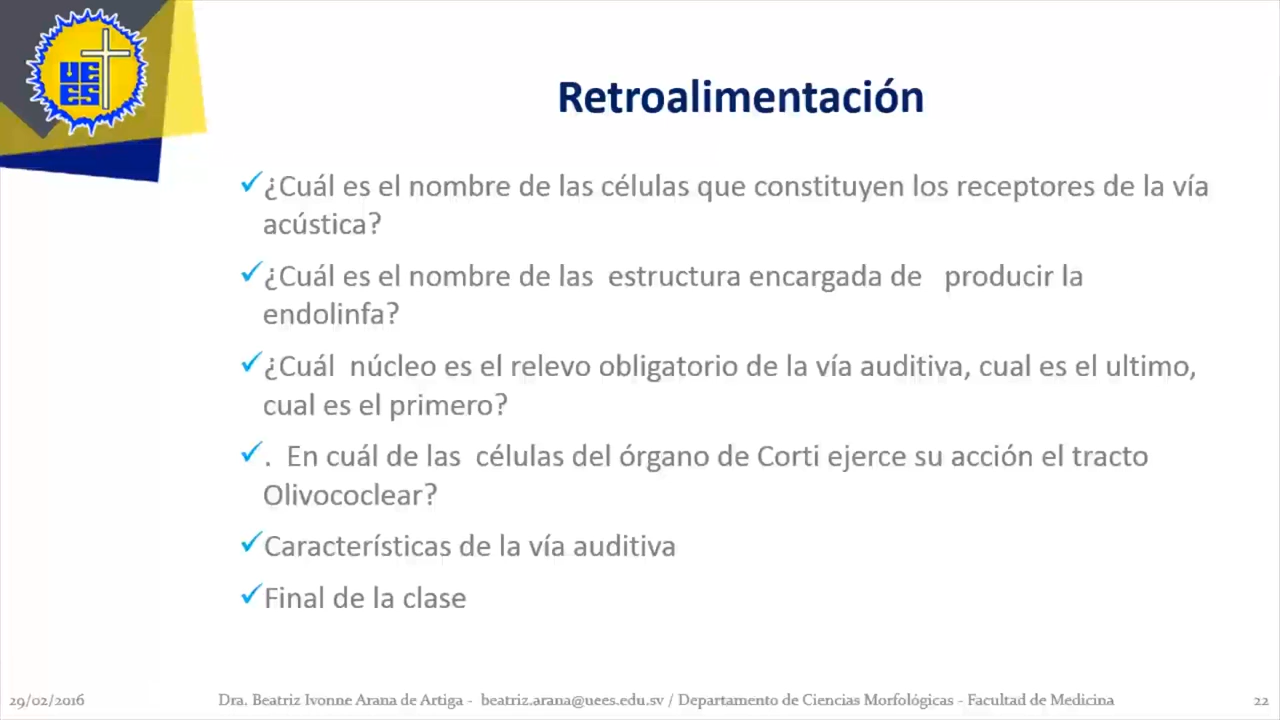 UE
ES
Retroalimentación
✓¿Cuál es el nombre de las células que constituyen los receptores de la vía
acústica?
✓¿Cuál es el nombre de las estructura encargada de producir la
endolinfa?
✓¿Cuál núcleo es el relevo obligatorio de la vía auditiva, cual es el ultimo,
cual es el primero?
✓. En cuál de las células del órgano de Corti ejerce su acción el tracto
Olivococlear?
✓Características de la vía auditiva
✓Final de la clase
29/02/2016 Dra. Beatriz Ivonne Arana de Artiga - beatriz.arana@uees.edu.sv / Departamento de Ciencias Morfológicas - Facultad de Medicina 22